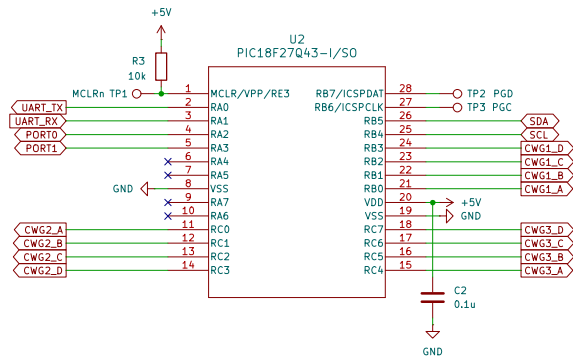 +5V
U2
PIC18F27Q43-I/SO
R3
10k
MCLRn TP1 1 MCLR/VPP/RE3 RB7/ICSPDAT 28 TP2 PGD
UART_TX 2 RA0 RB6/ICSPCLK 27 TP3 PGC
UART_RX 3 RA1 RB5 26 SDA
PORT0 4 RA2 RB4 25 SCL
PORT1 5 RA3 RB3 24 CWG1_D
6 RA4 RB2 23 CWG1_C
7 RA5 RB1 22 CWG1_B
GND 8 VSS RB0 21 CWG1_A
9 RA7 VDD 20 +5V
10 RA6 VSS 19 GND
CWG2_A 11 RC0 RC7 18 CWG3_D
CWG2_B 12 RC1 RC6 17 CWG3_C
CWG2_C 13 RC2 RC5 16 CWG3_B
CWG2_D 14 RC3 RC4 15 CWG3_A
C2
0.1u
GND